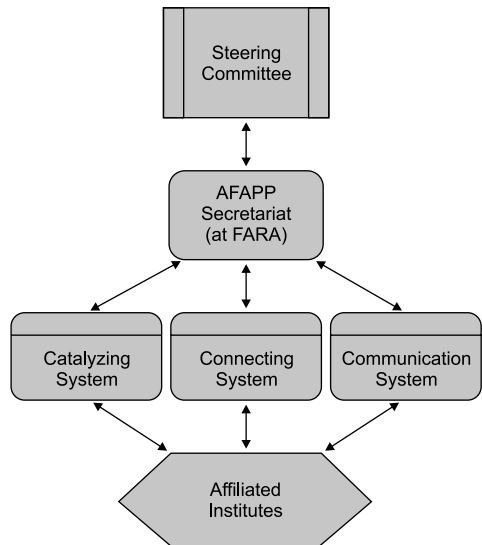 Steering
Committee
AFAPP
Secretariat
(at FARA)
Catalyzing
System
Connecting
System
Communication
System
Affiliated
Institutes